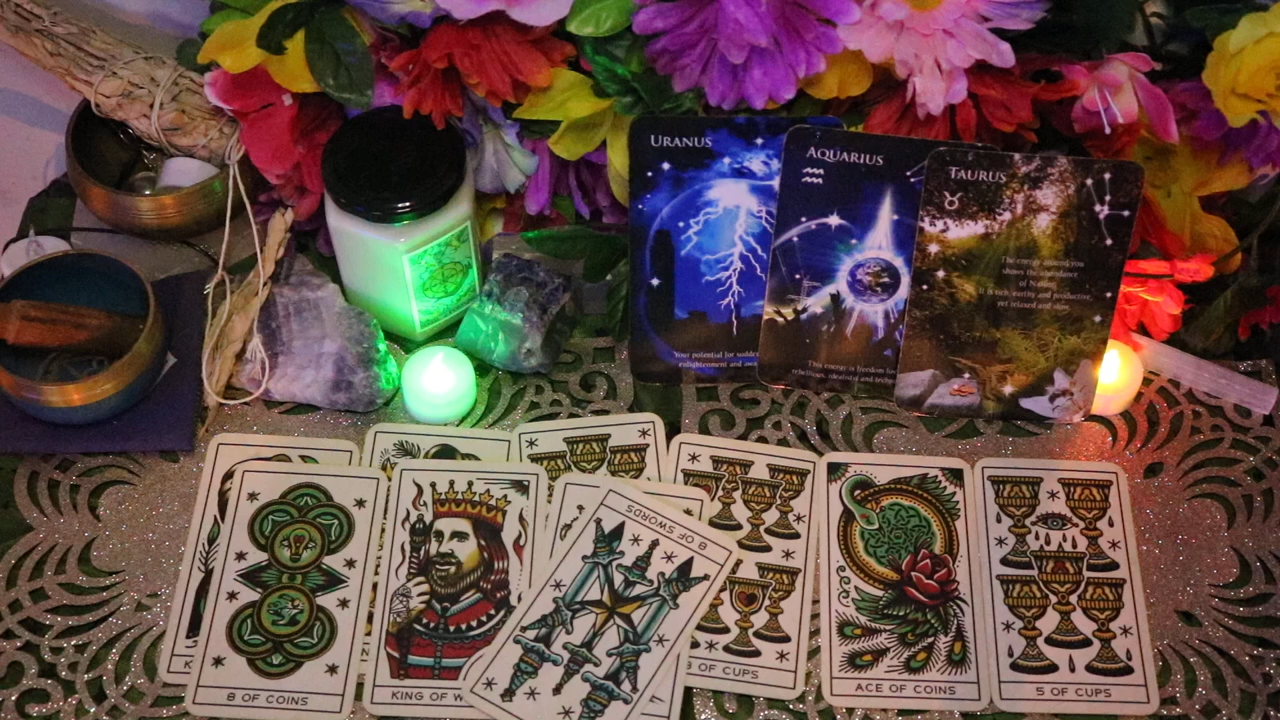 URANUS
Your potential for sudde
enlightenment and awa
AQUARIUS
This energy is freedom fo
rebellious, idealistic and techn
TAURUS
The energy around you
shows the abundance
of Nature.
It is rich, earthy and productive,
yet relaxed and slow.
8 OF COINS
KING OF W
8 OF SWORDS
OF CUPS
ACE OF COINS
5 OF CUPS